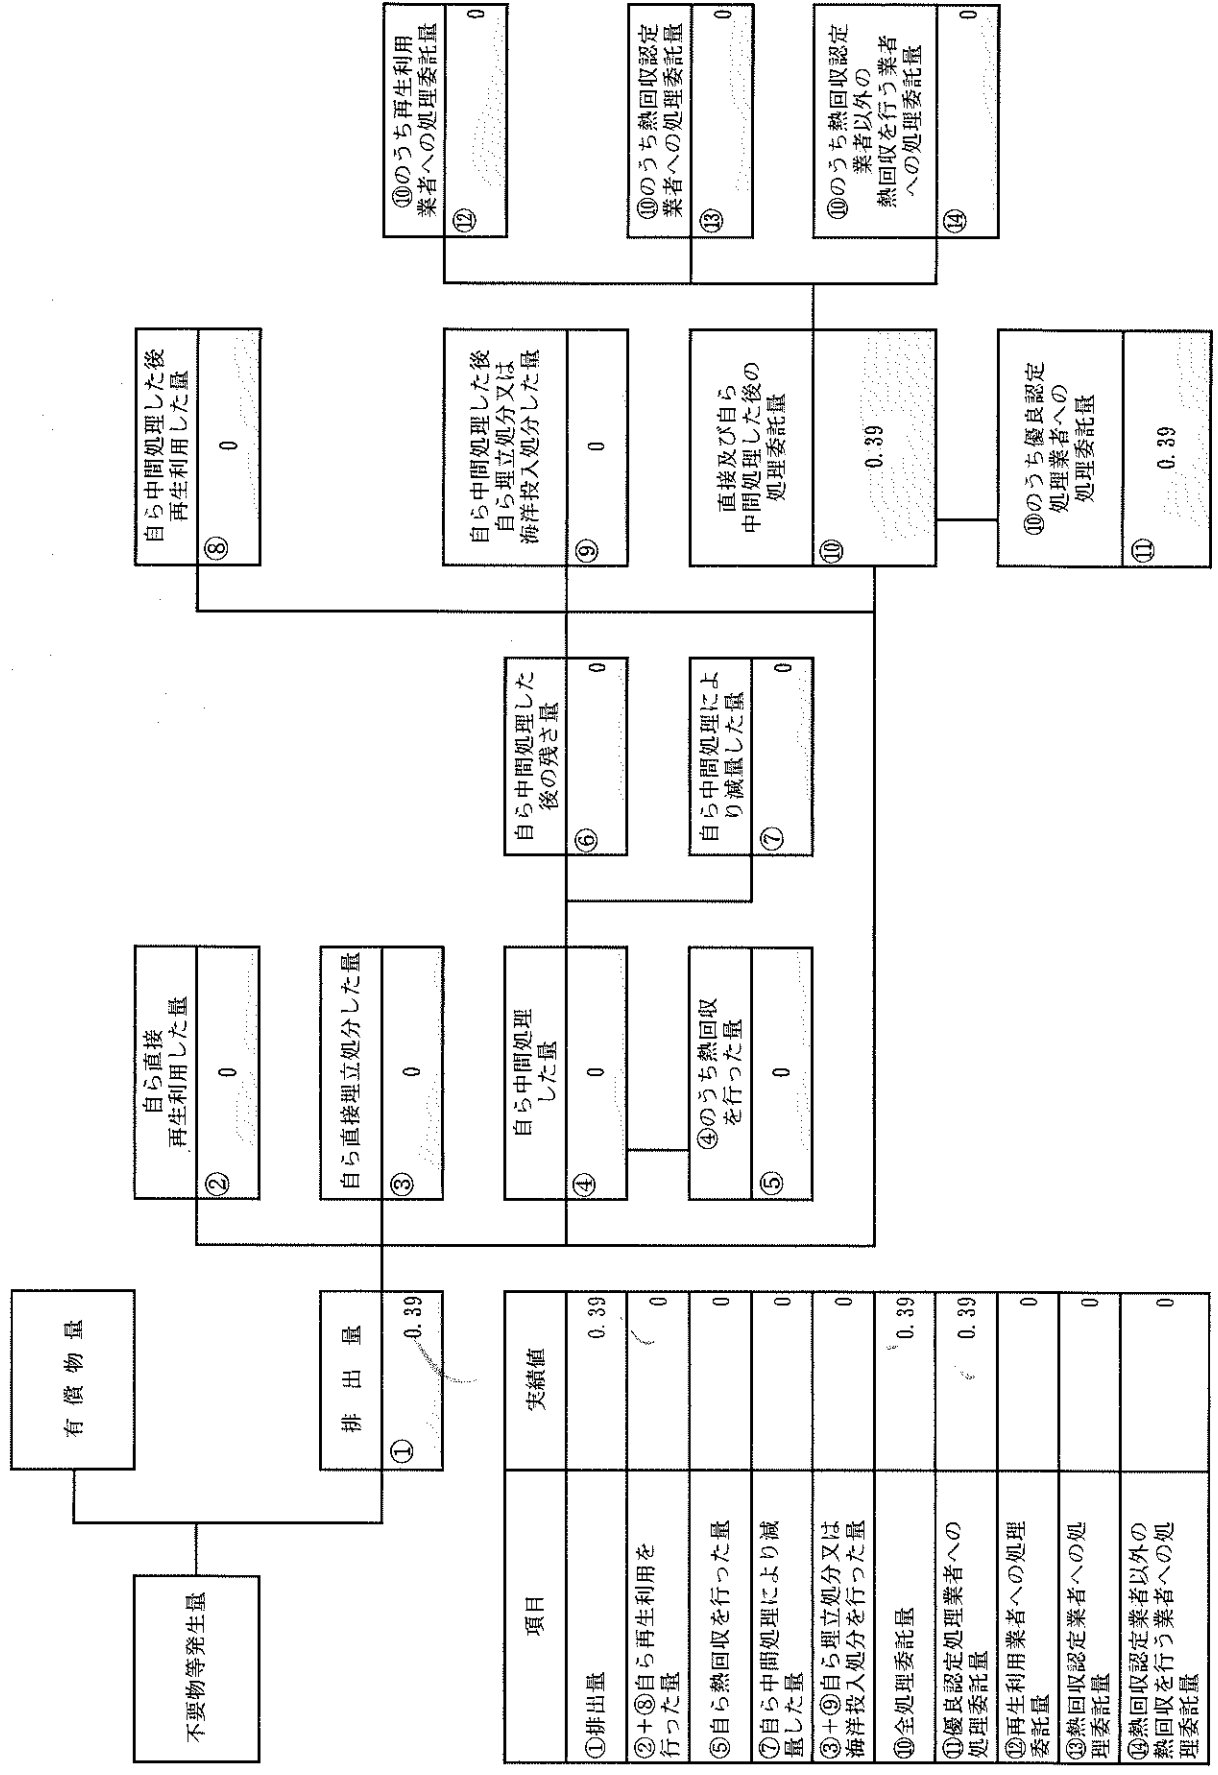 有償物量
不要物等発生量
排出量
① 0.39
自ら直接
再生利用した量
② 0
自ら直接埋立処分した量
③ 0
自ら中間処理
した量
④ 0
④のうち熱回収
を行った量
⑤ 0
自ら中間処理した
後の残さ量
⑥ 0
自ら中間処理によ
り減量した量
⑦ 0
自ら中間処理した後
再生利用した量
⑧ 0
自ら中間処理した後
自ら埋立処分又は
海洋投入処分した量
⑨ 0
直接及び自ら
中間処理した後の
処理委託量
⑩ 0.39
⑩のうち優良認定
処理業者への
処理委託量
⑪ 0.39
⑩のうち再生利用
業者への処理委託量
⑫ 0
⑩のうち熱回収認定
業者への処理委託量
⑬ 0
⑩のうち熱回収認定
業者以外の
熱回収を行う業者
への処理委託量
⑭ 0
項目 実績値
①排出量 0.39
②+⑧自ら再生利用を
行った量 0
⑤自ら熱回収を行った量 0
⑦自ら中間処理により減
量した量 0
③+⑨自ら埋立処分又は
海洋投入処分を行った量 0
⑩全処理委託量 0.39
⑪優良認定処理業者への
処理委託量 0.39
⑫再生利用業者への処理
委託量 0
⑬熱回収認定業者への処
理委託量 0
⑭熱回収認定業者以外の
熱回収を行う業者への処
理委託量 0